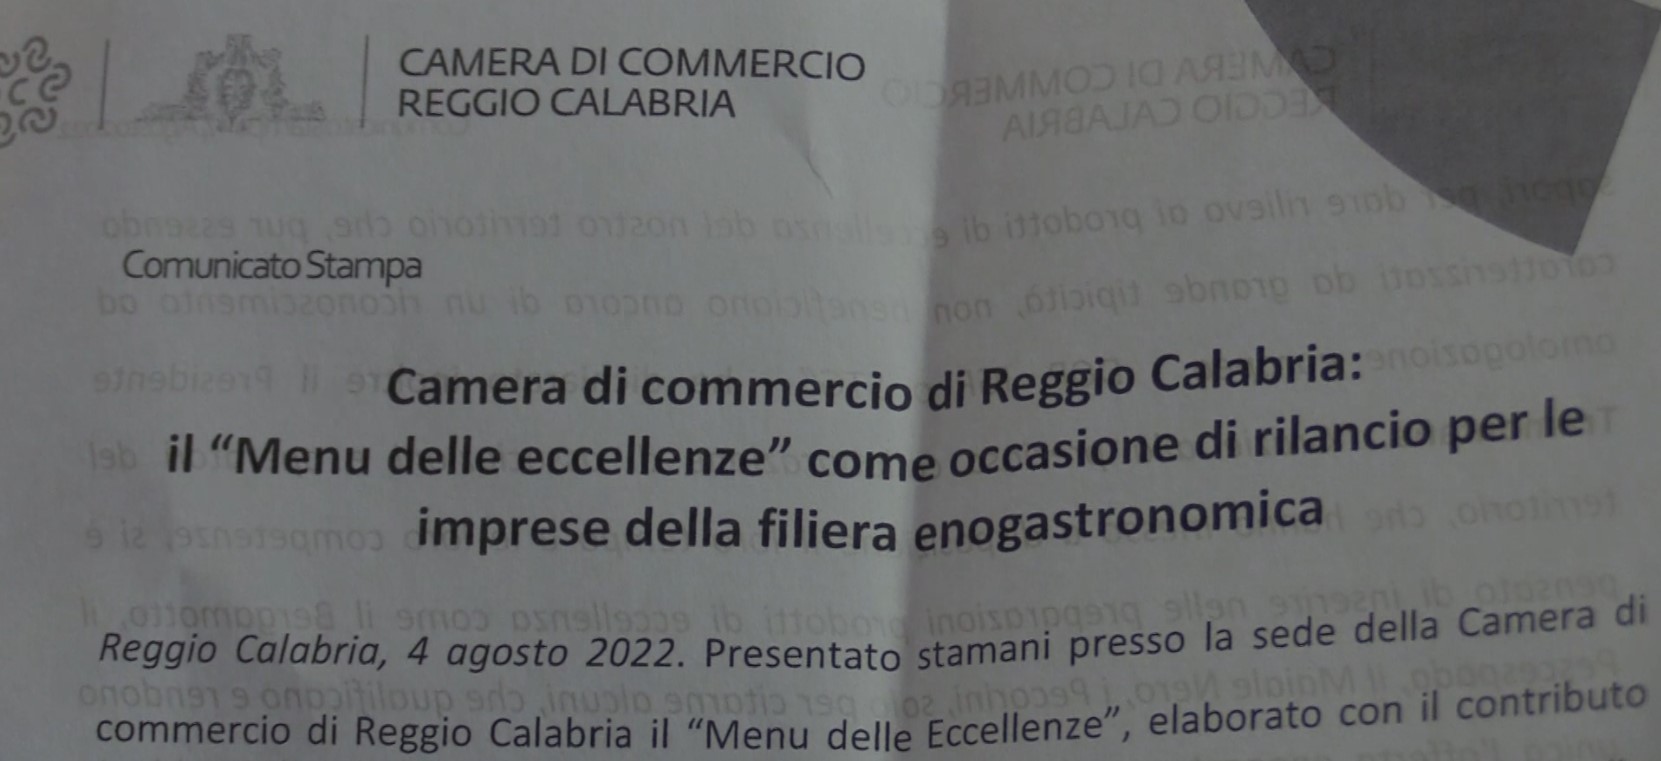 CAMERA DI COMMERCIO
REGGIO CALABRIA
Comunicato Stampa
Camera di commercio di Reggio Calabria:
il “Menu delle eccellenze” come occasione di rilancio per le
imprese della filiera enogastronomica
Reggio Calabria, 4 agosto 2022. Presentato stamani presso la sede della Camera di
commercio di Reggio Calabria il “Menu delle Eccellenze”, elaborato con il contributo